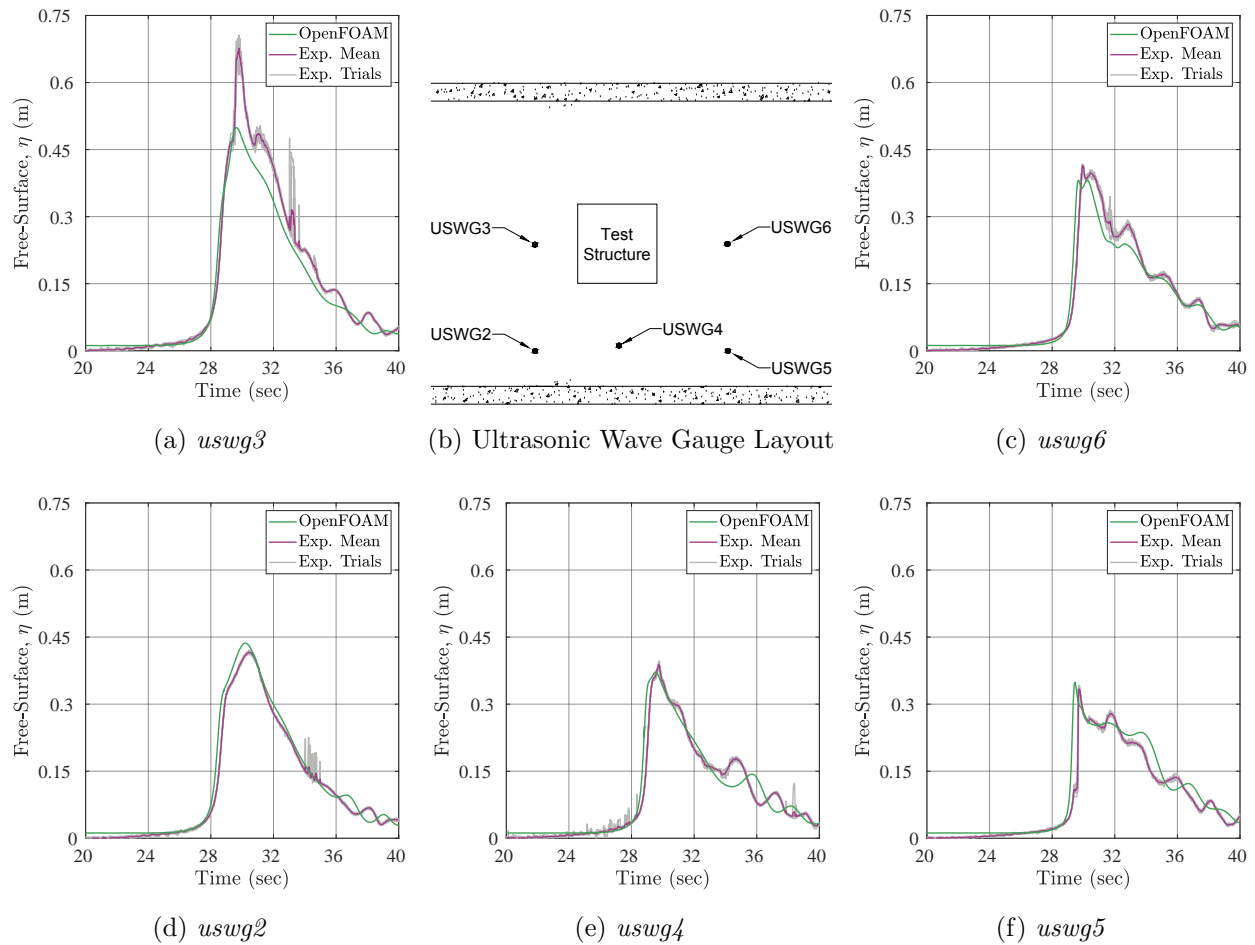 0.75
0.6
0.45
0.3
0.15
0
20 24 28 32 36 40
Free-Surface, η (m)
Time (sec)
OpenFOAM
Exp. Mean
Exp. Trials
(a) uswg3
USWG3
Test
Structure
USWG6
USWG2
USWG4
USWG5
(b) Ultrasonic Wave Gauge Layout
0.75
0.6
0.45
0.3
0.15
0
20 24 28 32 36 40
Free-Surface, η (m)
Time (sec)
OpenFOAM
Exp. Mean
Exp. Trials
(c) uswg6
0.75
0.6
0.45
0.3
0.15
0
20 24 28 32 36 40
Free-Surface, η (m)
Time (sec)
OpenFOAM
Exp. Mean
Exp. Trials
(d) uswg2
0.75
0.6
0.45
0.3
0.15
0
20 24 28 32 36 40
Free-Surface, η (m)
Time (sec)
OpenFOAM
Exp. Mean
Exp. Trials
(e) uswg4
0.75
0.6
0.45
0.3
0.15
0
20 24 28 32 36 40
Free-Surface, η (m)
Time (sec)
OpenFOAM
Exp. Mean
Exp. Trials
(f) uswg5